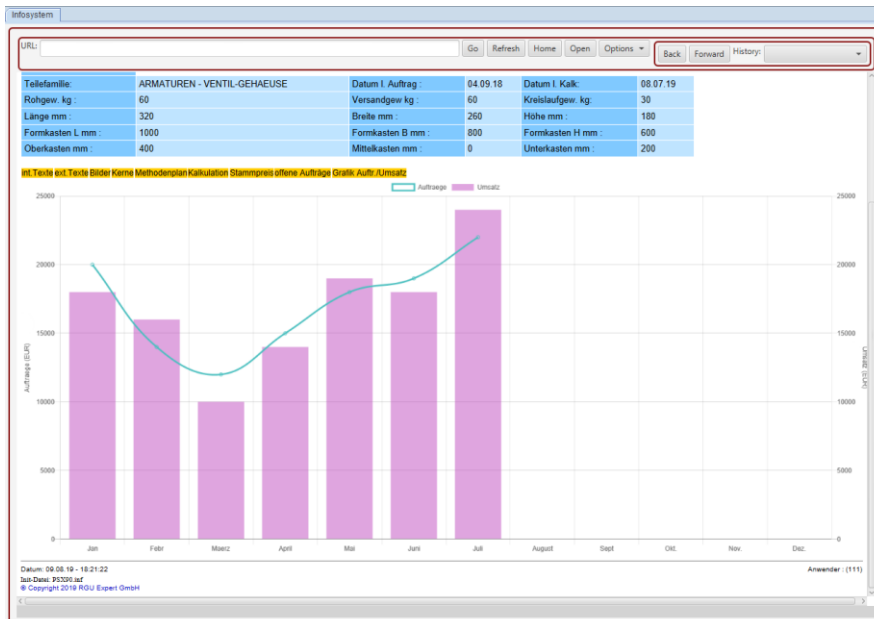 Infosystem
URL: Go Refresh Home Open Options Back Forward History:
Teilefamilie: ARMATUREN - VENTIL-GEHAEUSE Datum l. Auftrag : 04.09.18 Datum l. Kalk: 08.07.19
Rohgew. kg : 60 Versandgew kg : 60 Kreislaufgew. kg: 30
Länge mm : 320 Breite mm : 260 Höhe mm : 180
Formkasten L mm : 1000 Formkasten B mm : 800 Formkasten H mm : 600
Oberkasten mm : 400 Mittelkasten mm : 0 Unterkasten mm : 200
int.Texte ext.Texte Bilder Kerne Methodenplan Kalkulation Stammpreis offene Aufträge Grafik Auftr./Umsatz
Auftraege Umsatz
25000 25000
20000 20000
15000 15000
Auftraege (EUR) Umsatz (EUR)
10000 10000
5000 5000
0 0
Jan Febr Maerz April Mai Juni Juli August Sept Okt. Nov. Dez.
Datum: 09.08.19 - 18:21:22 Anwender : (111)
Init-Datei: PSX90.inf
© Copyright 2019 RGU Expert GmbH